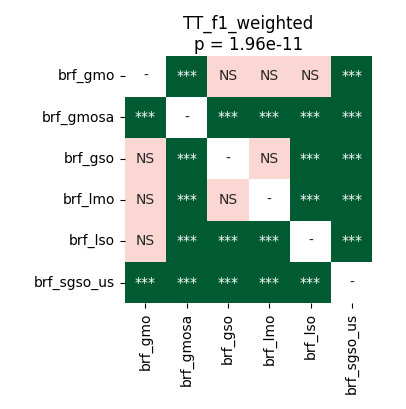 TT_f1_weighted
p = 1.96e-11
brf_gmo - *** NS NS NS ***
brf_gmosa *** - *** *** *** ***
brf_gso NS *** - NS *** ***
brf_lmo NS *** NS - *** ***
brf_lso NS *** *** *** - ***
brf_sgso_us *** *** *** *** *** -
brf_gmo
brf_gmosa
brf_gso
brf_lmo
brf_lso
brf_sgso_us